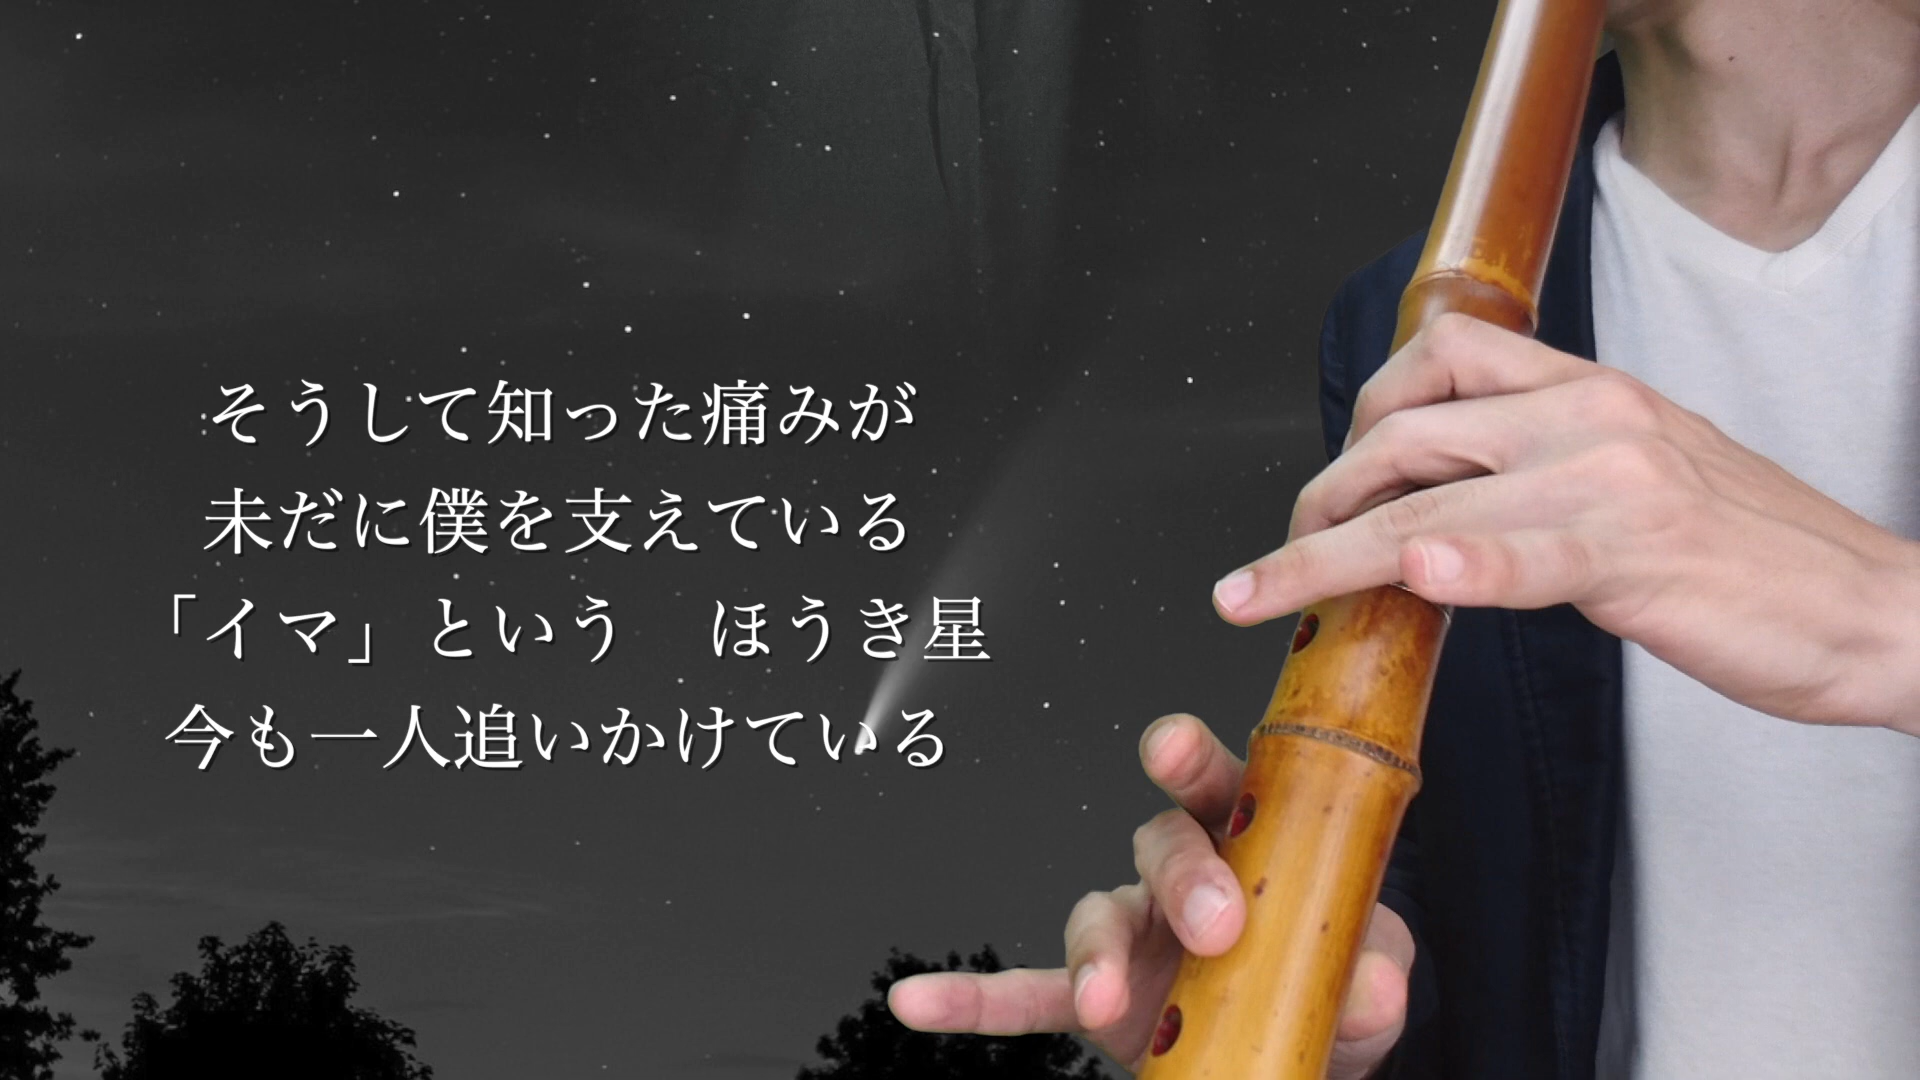 そうして知った痛みが
未だに僕を支えている
「イマ」という　ほうき星
今も一人追いかけている